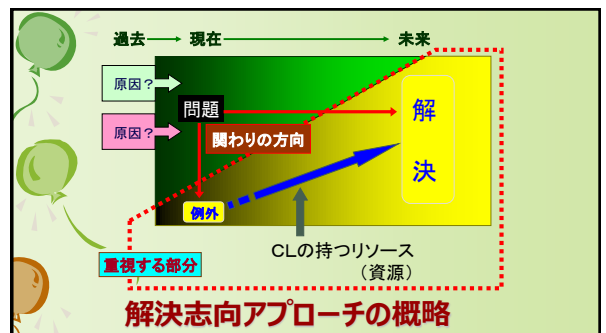 過去 現在 未来
原因？
問題
原因？
関わりの方向
解決
例外
CLの持つリソース
（資源）
重視する部分
解決志向アプローチの概略